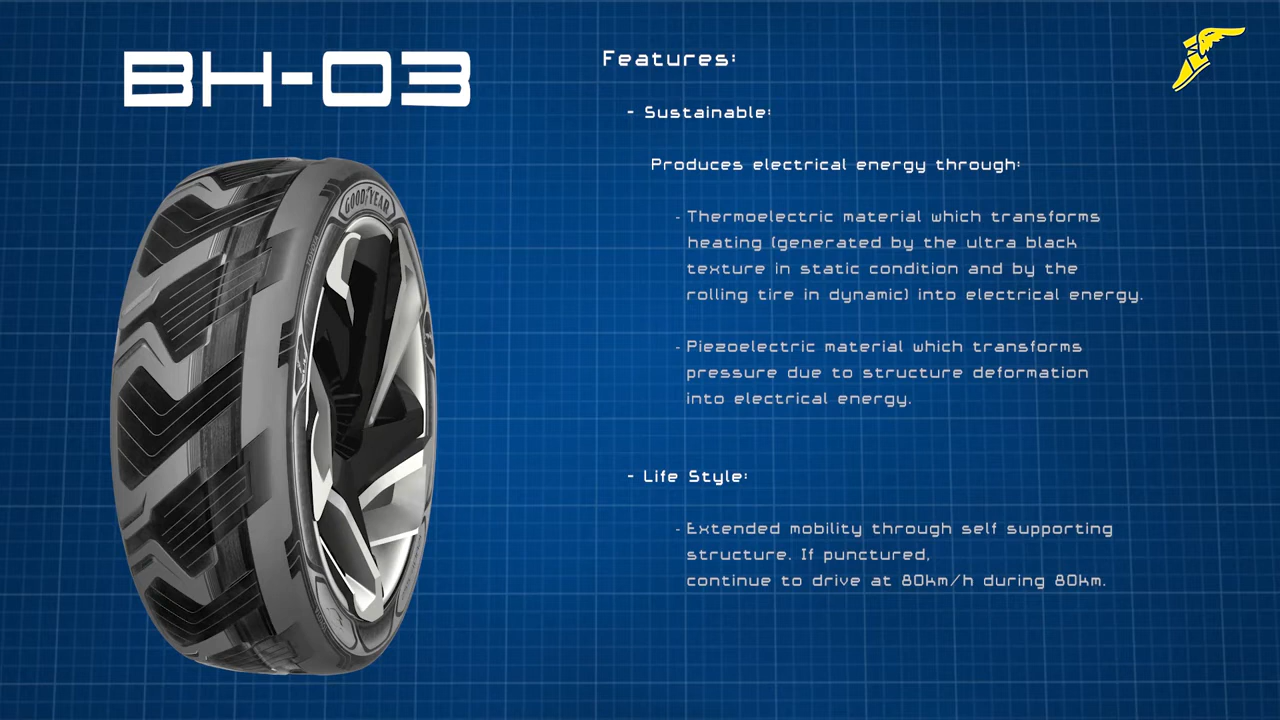 BH-03
GOODYEAR
Features:
- Sustainable:
Produces electrical energy through:
- Thermoelectric material which transforms
heating (generated by the ultra black
texture in static condition and by the
rolling tire in dynamic) into electrical energy.
- Piezoelectric material which transforms
pressure due to structure deformation
into electrical energy.
- Life Style:
- Extended mobility through self supporting
structure. If punctured,
continue to drive at 80km/h during 80km.